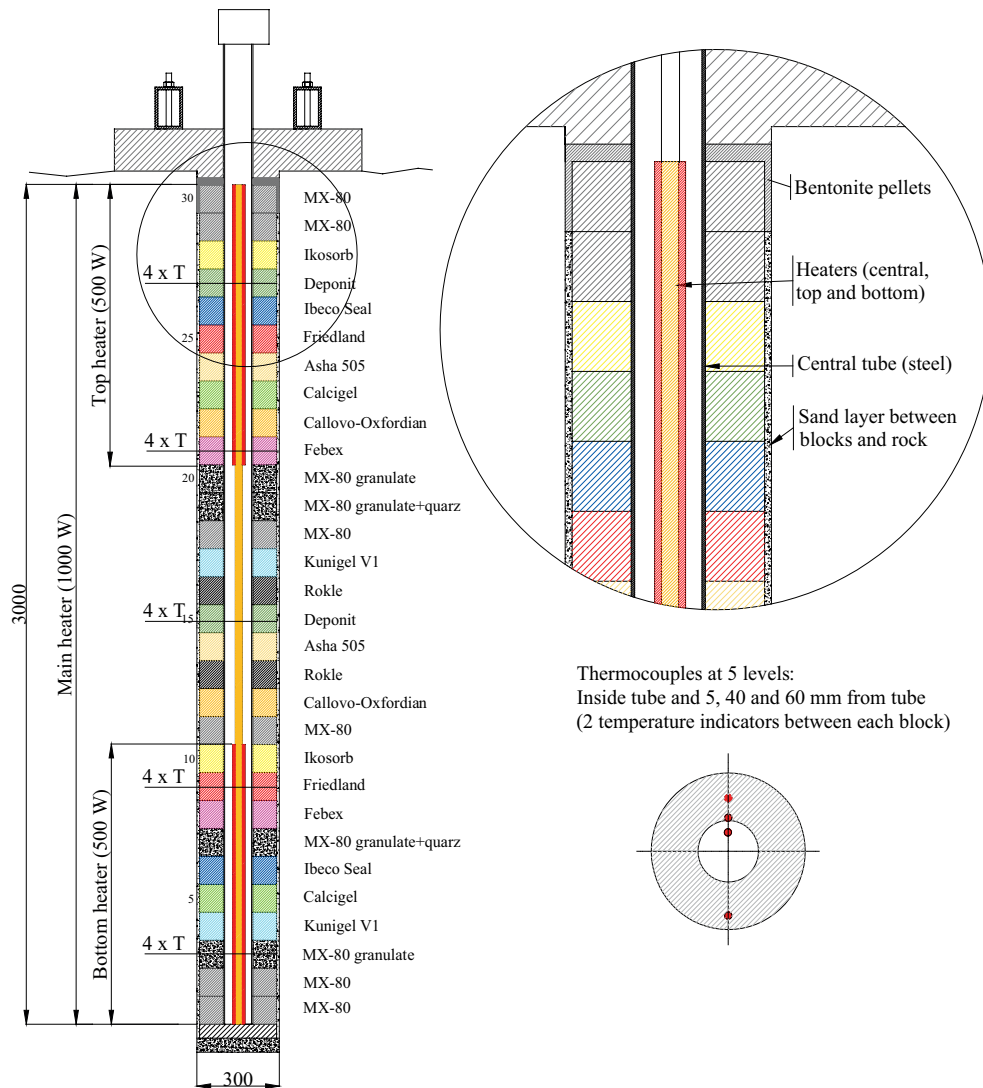 30
25
20
15
10
5
MX-80
MX-80
Ikosorb
Deponit
Ibeco Seal
Friedland
Asha 505
Calcigel
Callovo-Oxfordian
Febex
MX-80 granulate
MX-80 granulate+quarz
MX-80
Kunigel V1
Rokle
Deponit
Asha 505
Rokle
Callovo-Oxfordian
MX-80
Ikosorb
Friedland
Febex
MX-80 granulate+quarz
Ibeco Seal
Calcigel
Kunigel V1
MX-80 granulate
MX-80
MX-80
4 x T
4 x T
4 x T
4 x T
4 x T
3000
Main heater (1000 W)
Top heater (500 W)
Bottom heater (500 W)
300
Bentonite pellets
Heaters (central,
top and bottom)
Central tube (steel)
Sand layer between
blocks and rock
Thermocouples at 5 levels:
Inside tube and 5, 40 and 60 mm from tube
(2 temperature indicators between each block)